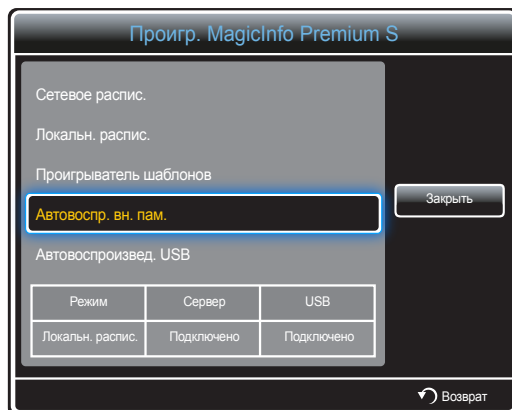 Проигр. MagicInfo Premium S
Сетевое распис.
Локальн. распис.
Проигрыватель шаблонов
Автовоспр. вн. пам.
Автовоспроизвед. USB
Закрыть
Режим Сервер USB
Локальн. распис. Подключено Подключено
Возврат